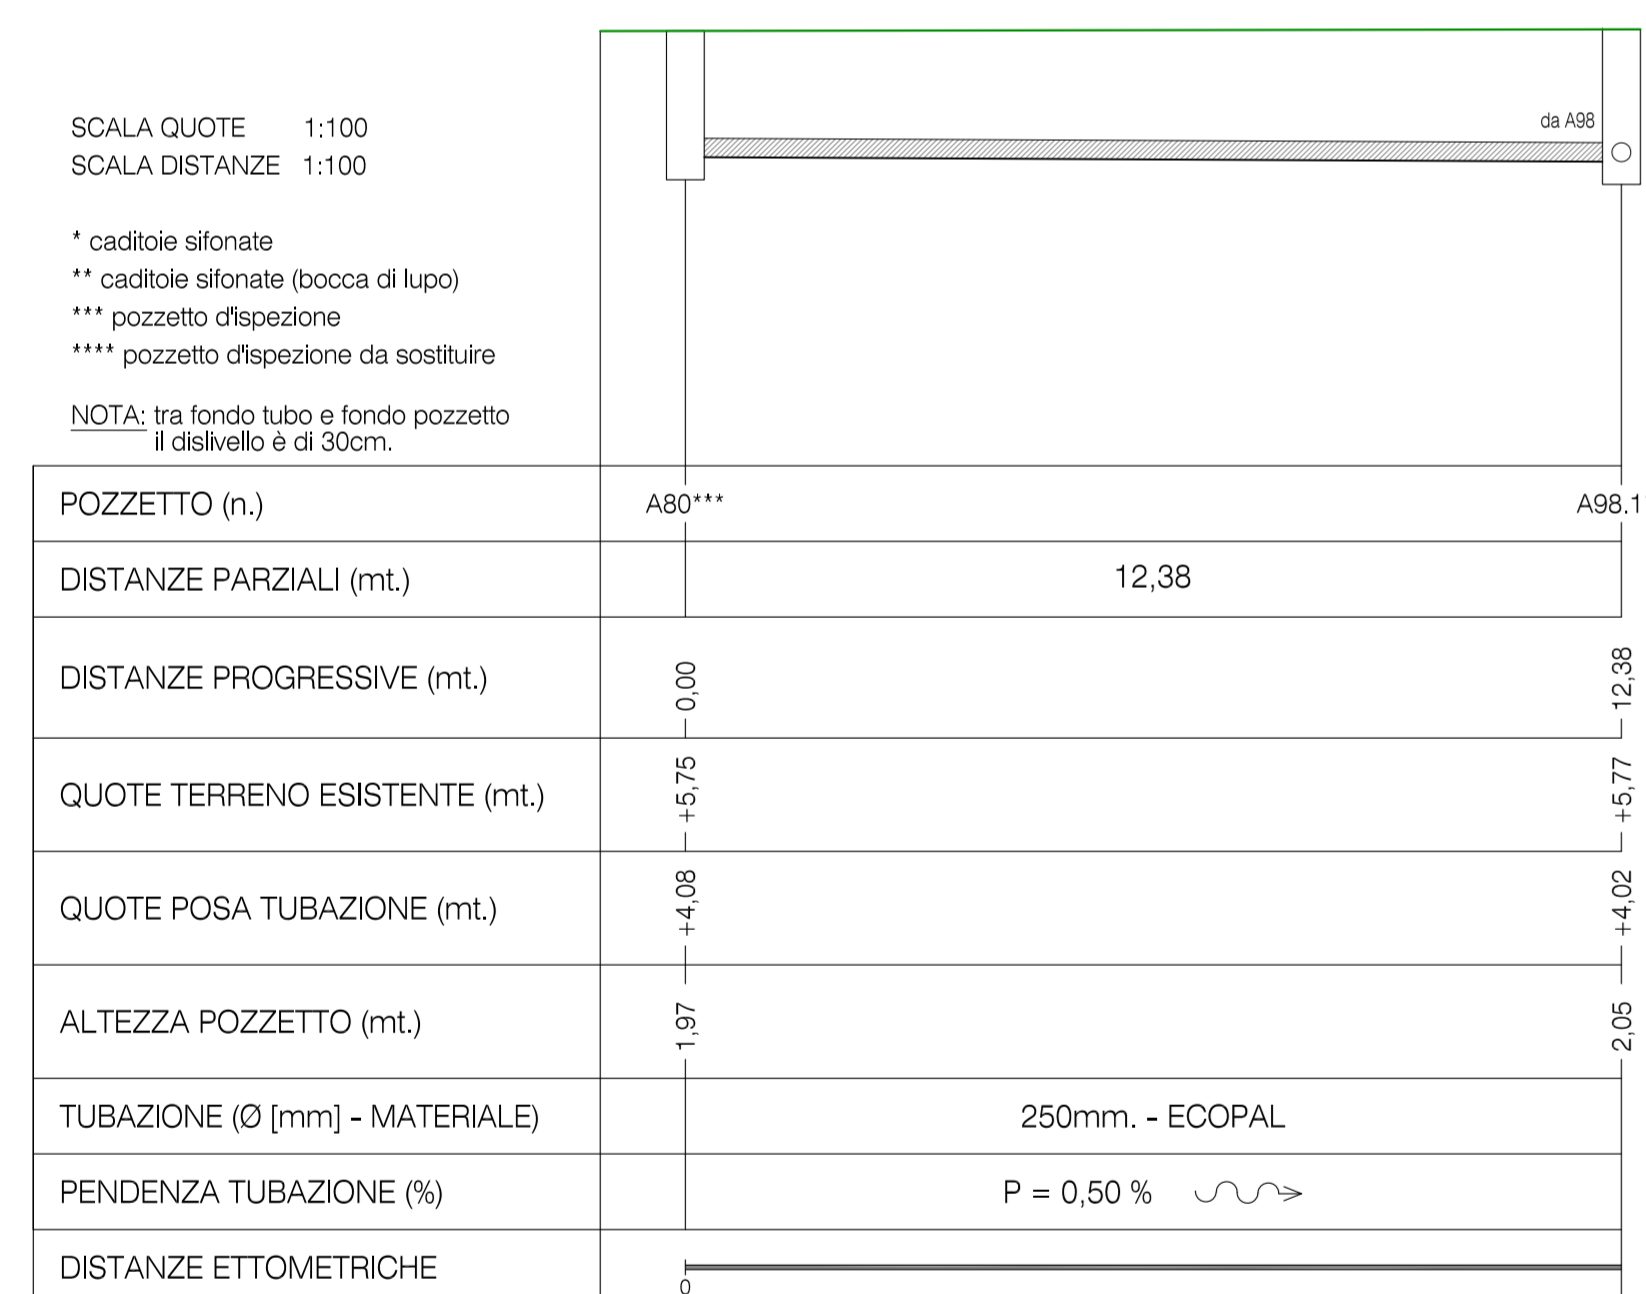 da A98
SCALA QUOTE 1:100
SCALA DISTANZE 1:100
* caditoie sifonate
** caditoie sifonate (bocca di lupo)
*** pozzetto d'ispezione
**** pozzetto d'ispezione da sostituire
NOTA: tra fondo tubo e fondo pozzetto
il dislivello è di 30cm.
POZZETTO (n.) A80*** A98.1
DISTANZE PARZIALI (mt.) 12,38
DISTANZE PROGRESSIVE (mt.) 0,00 12,38
QUOTE TERRENO ESISTENTE (mt.) +5,75 +5,77
QUOTE POSA TUBAZIONE (mt.) +4,08 +4,02
ALTEZZA POZZETTO (mt.) 1,97 2,05
TUBAZIONE (Ø [mm] - MATERIALE) 250mm. - ECOPAL
PENDENZA TUBAZIONE (%) P = 0,50 %
DISTANZE ETTOMETRICHE 0